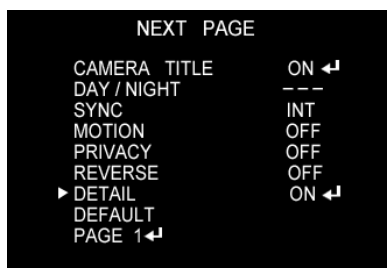 NEXT PAGE
CAMERA TITLE ON ↵
DAY / NIGHT - - -
SYNC INT
MOTION OFF
PRIVACY OFF
REVERSE OFF
▶ DETAIL ON ↵
DEFAULT
PAGE 1↵